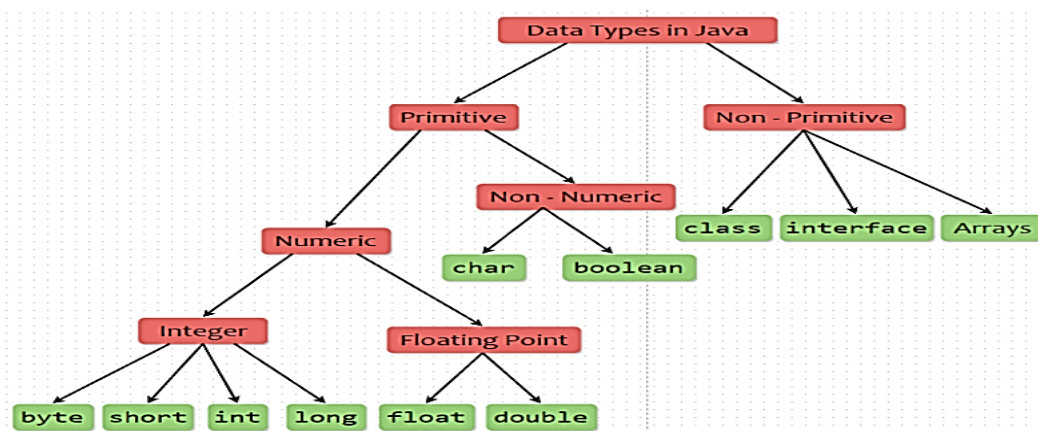 Data Types in Java
Primitive
Non - Primitive
Non - Numeric
class
interface
Arrays
Numeric
char
boolean
Integer
Floating Point
byte
short
int
long
float
double